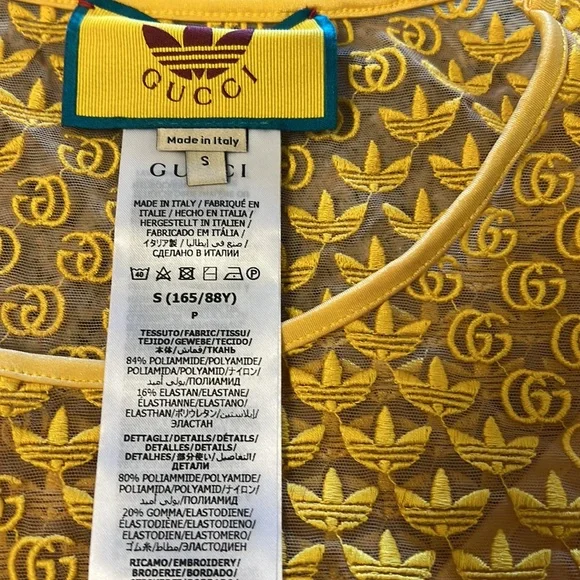 GUCCI
Made in Italy
S
GUCCI
MADE IN ITALY / FABRIQUÉ EN
ITALIE / HECHO EN ITALIA /
HERGESTELLT IN ITALIEN /
FABRICADO EM ITÁLIA /
イタリア製 / صنع في إيطاليا /
СДЕЛАНО В ИТАЛИИ
S (165/88Y)
P
TESSUTO/FABRIC/TISSU/
TEJIDO/GEWEBE/TECIDO/
本体/قماش/ТКАНЬ
84% POLIAMMIDE/POLYAMIDE/
POLIAMIDA/POLYAMID/ナイロン/
بولي أميد/ПОЛИАМИД
16% ELASTAN/ELASTANE/
ÉLASTHANNE/ELASTANO/
ELASTHAN/ポリウレタン/إيلاستين/
ЭЛАСТАН
DETTAGLI/DETAILS/DÉTAILS/
DETALLES/DETAILS/
DETALHES/部分使い/التفاصيل/
ДЕТАЛИ
80% POLIAMMIDE/POLYAMIDE/
POLIAMIDA/POLYAMID/ナイロン/
بولي أميد/ПОЛИАМИД
20% GOMMA/ELASTODIENE/
ÉLASTODIÈNE/ELASTODIENO/
ELASTODIEN/ELASTOMERO/
ゴム糸/مطاط/ЭЛАСТОДИЕН
RICAMO/EMBROIDERY/
BRODERIE/BORDADO/